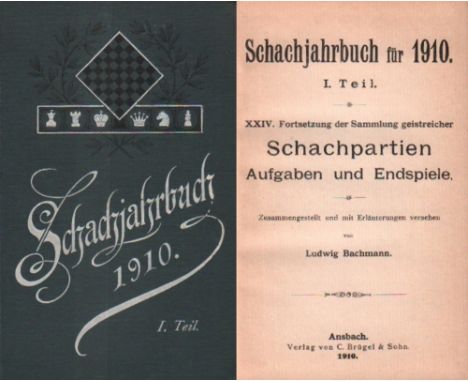 Schachjahrbuch
1910.
I. Teil.
Schachjahrbuch für 1910.
I. Teil.
XXIV. Fortsetzung der Sammlung geistreicher
Schachpartien
Aufgaben und Endspiele.
Zusammengestellt und mit Erläuterungen versehen
von
Ludwig Bachmann.
Ansbach.
Verlag von C. Brügel & Sohn.
1910.